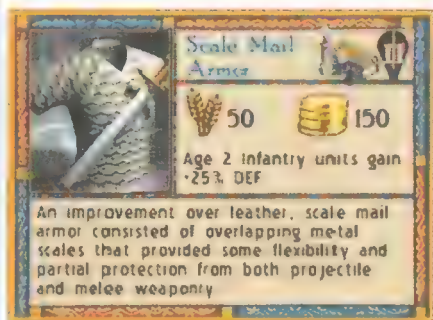 Scale Mail
Armor
50 150
Age 2 Infantry units gain
+25% DEF
An improvement over leather, scale mail
armor consisted of overlapping metal
scales that provided some flexibility and
partial protection from both projectile
and melee weaponry